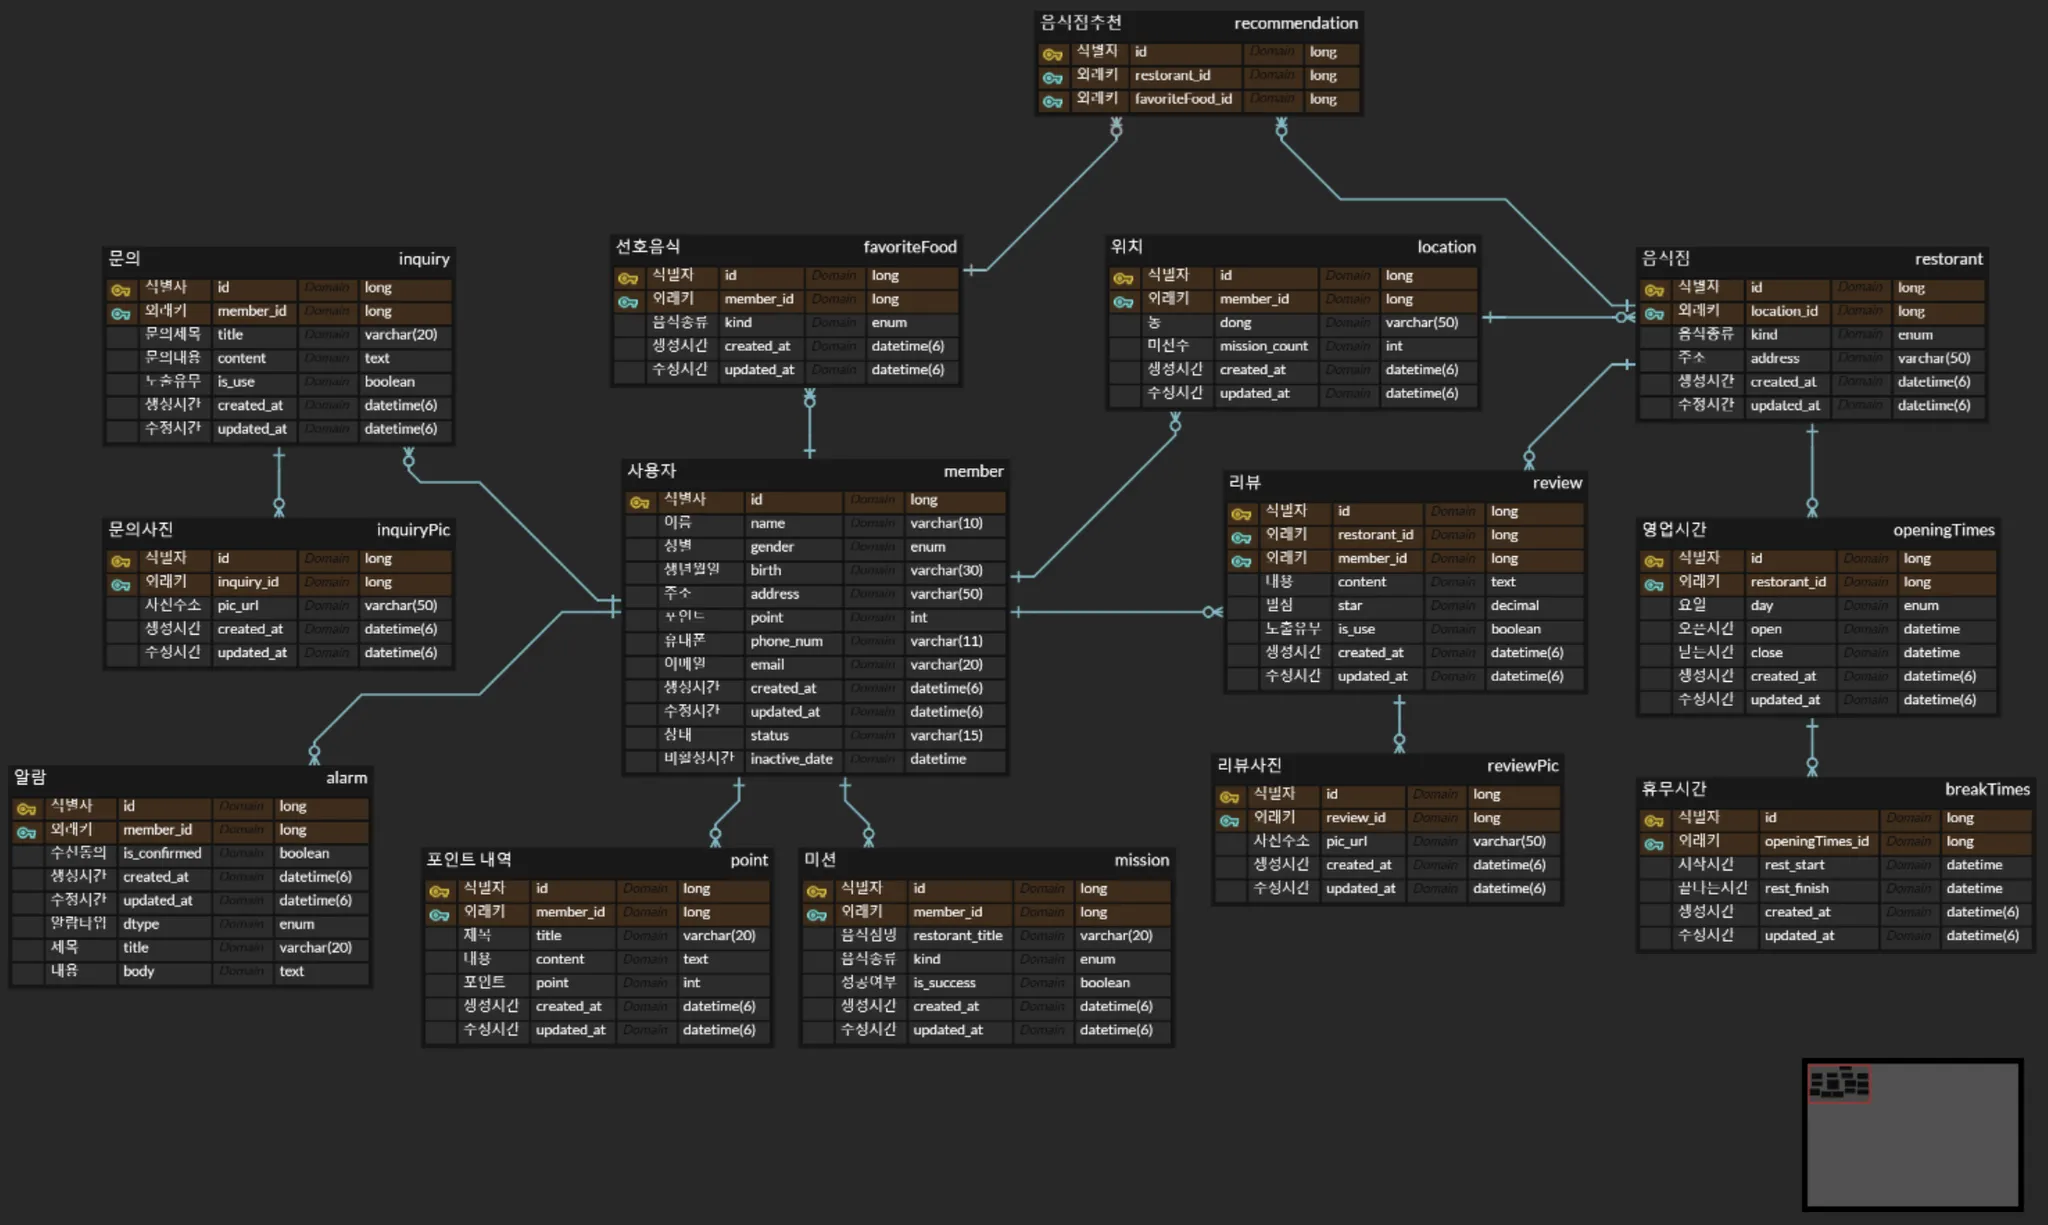 음식점추천 recommendation
식별자 id Domain long
외래키 restorant_id Domain long
외래키 favoriteFood_id Domain long
문의 inquiry
식별자 id Domain long
외래키 member_id Domain long
문의제목 title Domain varchar(20)
문의내용 content Domain text
노출유무 is_use Domain boolean
생성시간 created_at Domain datetime(6)
수정시간 updated_at Domain datetime(6)
선호음식 favoriteFood
식별자 id Domain long
외래키 member_id Domain long
음식종류 kind Domain enum
생성시간 created_at Domain datetime(6)
수정시간 updated_at Domain datetime(6)
위치 location
식별자 id Domain long
외래키 member_id Domain long
동 dong Domain varchar(50)
미션수 mission_count Domain int
생성시간 created_at Domain datetime(6)
수정시간 updated_at Domain datetime(6)
음식점 restorant
식별자 id Domain long
외래키 location_id Domain long
음식종류 kind Domain enum
주소 address Domain varchar(50)
생성시간 created_at Domain datetime(6)
수정시간 updated_at Domain datetime(6)
문의사진 inquiryPic
식별자 id Domain long
외래키 inquiry_id Domain long
사진주소 pic_url Domain varchar(50)
생성시간 created_at Domain datetime(6)
수정시간 updated_at Domain datetime(6)
사용자 member
식별자 id Domain long
이름 name Domain varchar(10)
성별 gender Domain enum
생년월일 birth Domain varchar(30)
주소 address Domain varchar(50)
포인트 point Domain int
휴대폰 phone_num Domain varchar(11)
이메일 email Domain varchar(20)
생성시간 created_at Domain datetime(6)
수정시간 updated_at Domain datetime(6)
상태 status Domain varchar(15)
비활성시간 inactive_date Domain datetime
리뷰 review
식별자 id Domain long
외래키 restorant_id Domain long
외래키 member_id Domain long
내용 content Domain text
별점 star Domain decimal
노출유무 is_use Domain boolean
생성시간 created_at Domain datetime(6)
수정시간 updated_at Domain datetime(6)
영업시간 openingTimes
식별자 id Domain long
외래키 restorant_id Domain long
요일 day Domain enum
오픈시간 open Domain datetime
닫는시간 close Domain datetime
생성시간 created_at Domain datetime(6)
수정시간 updated_at Domain datetime(6)
알람 alarm
식별자 id Domain long
외래키 member_id Domain long
수신동의 is_confirmed Domain boolean
생성시간 created_at Domain datetime(6)
수정시간 updated_at Domain datetime(6)
알람타입 dtype Domain enum
제목 title Domain varchar(20)
내용 body Domain text
포인트 내역 point
식별자 id Domain long
외래키 member_id Domain long
제목 title Domain varchar(20)
내용 content Domain text
포인트 point Domain int
생성시간 created_at Domain datetime(6)
수정시간 updated_at Domain datetime(6)
미션 mission
식별자 id Domain long
외래키 member_id Domain long
음식점명 restorant_title Domain varchar(20)
음식종류 kind Domain enum
성공여부 is_success Domain boolean
생성시간 created_at Domain datetime(6)
수정시간 updated_at Domain datetime(6)
리뷰사진 reviewPic
식별자 id Domain long
외래키 review_id Domain long
사진주소 pic_url Domain varchar(50)
생성시간 created_at Domain datetime(6)
수정시간 updated_at Domain datetime(6)
휴무시간 breakTimes
식별자 id Domain long
외래키 openingTimes_id Domain long
시작시간 rest_start Domain datetime
끝나는시간 rest_finish Domain datetime
생성시간 created_at Domain datetime(6)
수정시간 updated_at Domain datetime(6)